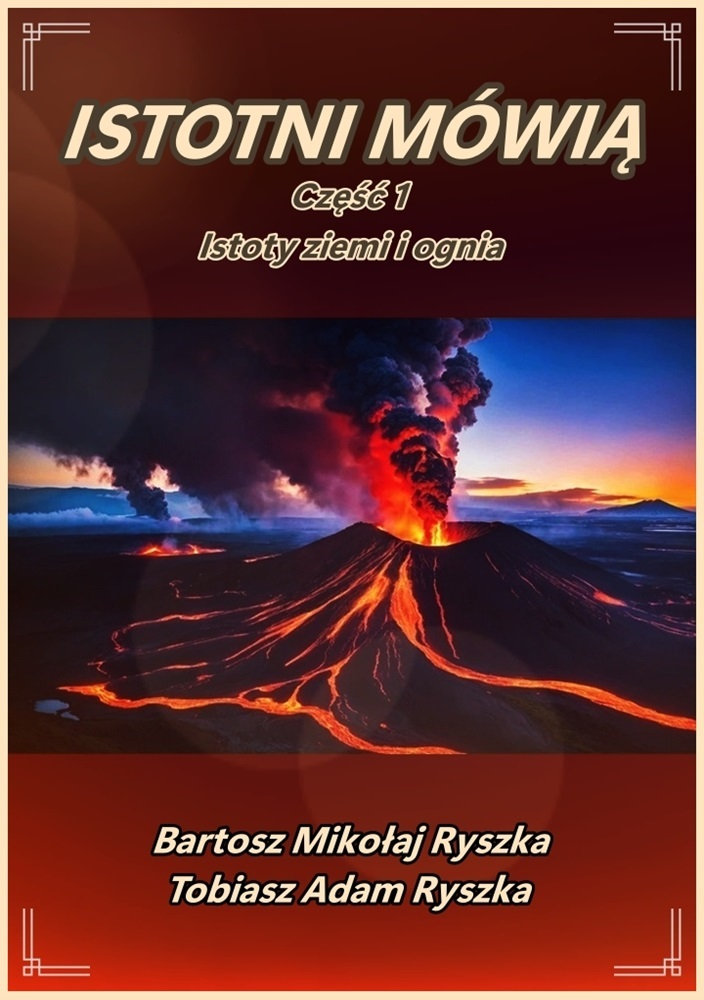 ISTOTNI MÓWIĄ
Część 1
Istoty ziemi i ognia
Bartosz Mikołaj Ryszka
Tobiasz Adam Ryszka